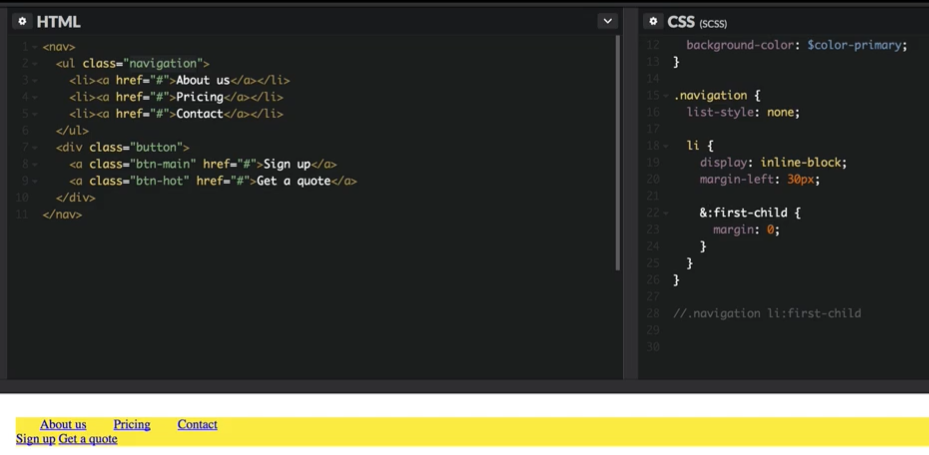 HTML
1 <nav>
2 <ul class="navigation">
3 <li><a href="#">About us</a></li>
4 <li><a href="#">Pricing</a></li>
5 <li><a href="#">Contact</a></li>
6 </ul>
7 <div class="button">
8 <a class="btn-main" href="#">Sign up</a>
9 <a class="btn-hot" href="#">Get a quote</a>
10 </div>
11 </nav>
CSS (SCSS)
12 background-color: $color-primary;
13 }
14
15 .navigation {
16 list-style: none;
17
18 li {
19 display: inline-block;
20 margin-left: 30px;
21
22 &:first-child {
23 margin: 0;
24 }
25 }
26 }
27
28 //.navigation li:first-child
29
30
About us Pricing Contact
Sign up Get a quote